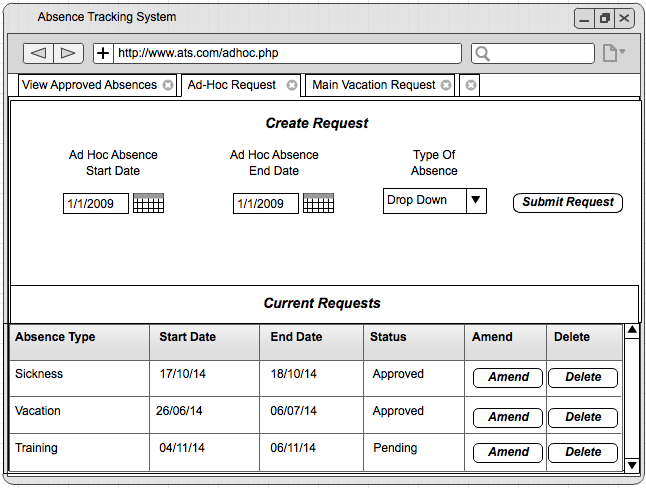 Absence Tracking System
http://www.ats.com/adhoc.php
View Approved Absences
Ad-Hoc Request
Main Vacation Request
Create Request
Ad Hoc Absence
Start Date
Ad Hoc Absence
End Date
Type Of
Absence
1/1/2009
1/1/2009
Drop Down
Submit Request
Current Requests
Absence Type Start Date End Date Status Amend Delete
Sickness 17/10/14 18/10/14 Approved Amend Delete
Vacation 26/06/14 06/07/14 Approved Amend Delete
Training 04/11/14 06/11/14 Pending Amend Delete